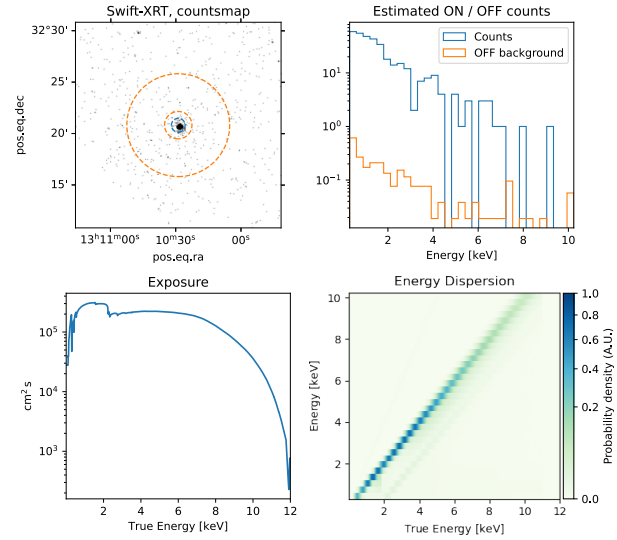 Swift-XRT, countsmap
32°30'
25'
20'
15'
pos.eq.dec
13ʰ11ᵐ00ˢ 10ᵐ30ˢ 00ˢ
pos.eq.ra
Estimated ON / OFF counts
Counts
OFF background
10¹
10⁰
10⁻¹
2 4 6 8 10
Energy [keV]
Exposure
10⁵
10⁴
10³
cm² s
2 4 6 8 10 12
True Energy [keV]
Energy Dispersion
10
8
6
4
2
Energy [keV]
2 4 6 8 10 12
True Energy [keV]
1.0
0.8
0.6
0.4
0.2
0.0
Probability density (A.U.)